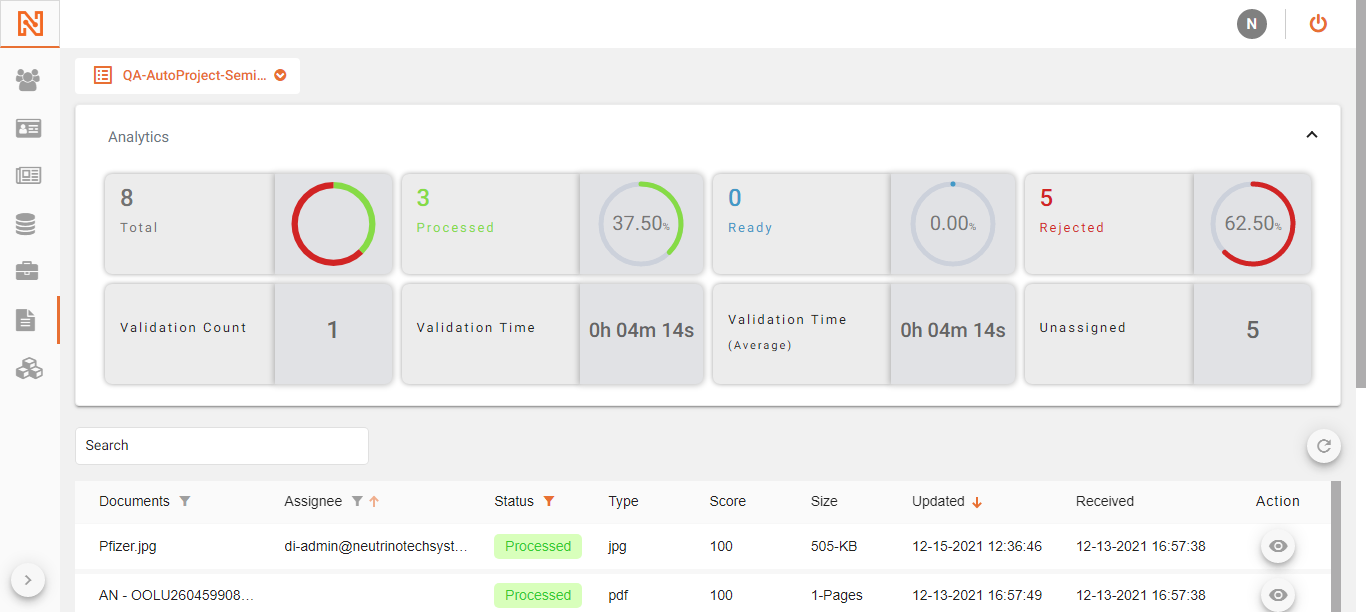 N
QA-AutoProject-Semi...
Analytics
8
Total
3
Processed
37.50%
0
Ready
0.00%
5
Rejected
62.50%
Validation Count
1
Validation Time
0h 04m 14s
Validation Time
(Average)
0h 04m 14s
Unassigned
5
Search
Documents Assignee Status Type Score Size Updated Received Action
Pfizer.jpg di-admin@neutrinotechsyst... Processed jpg 100 505-KB 12-15-2021 12:36:46 12-13-2021 16:57:38
AN - OOLU260459908... Processed pdf 100 1-Pages 12-13-2021 16:57:49 12-13-2021 16:57:38